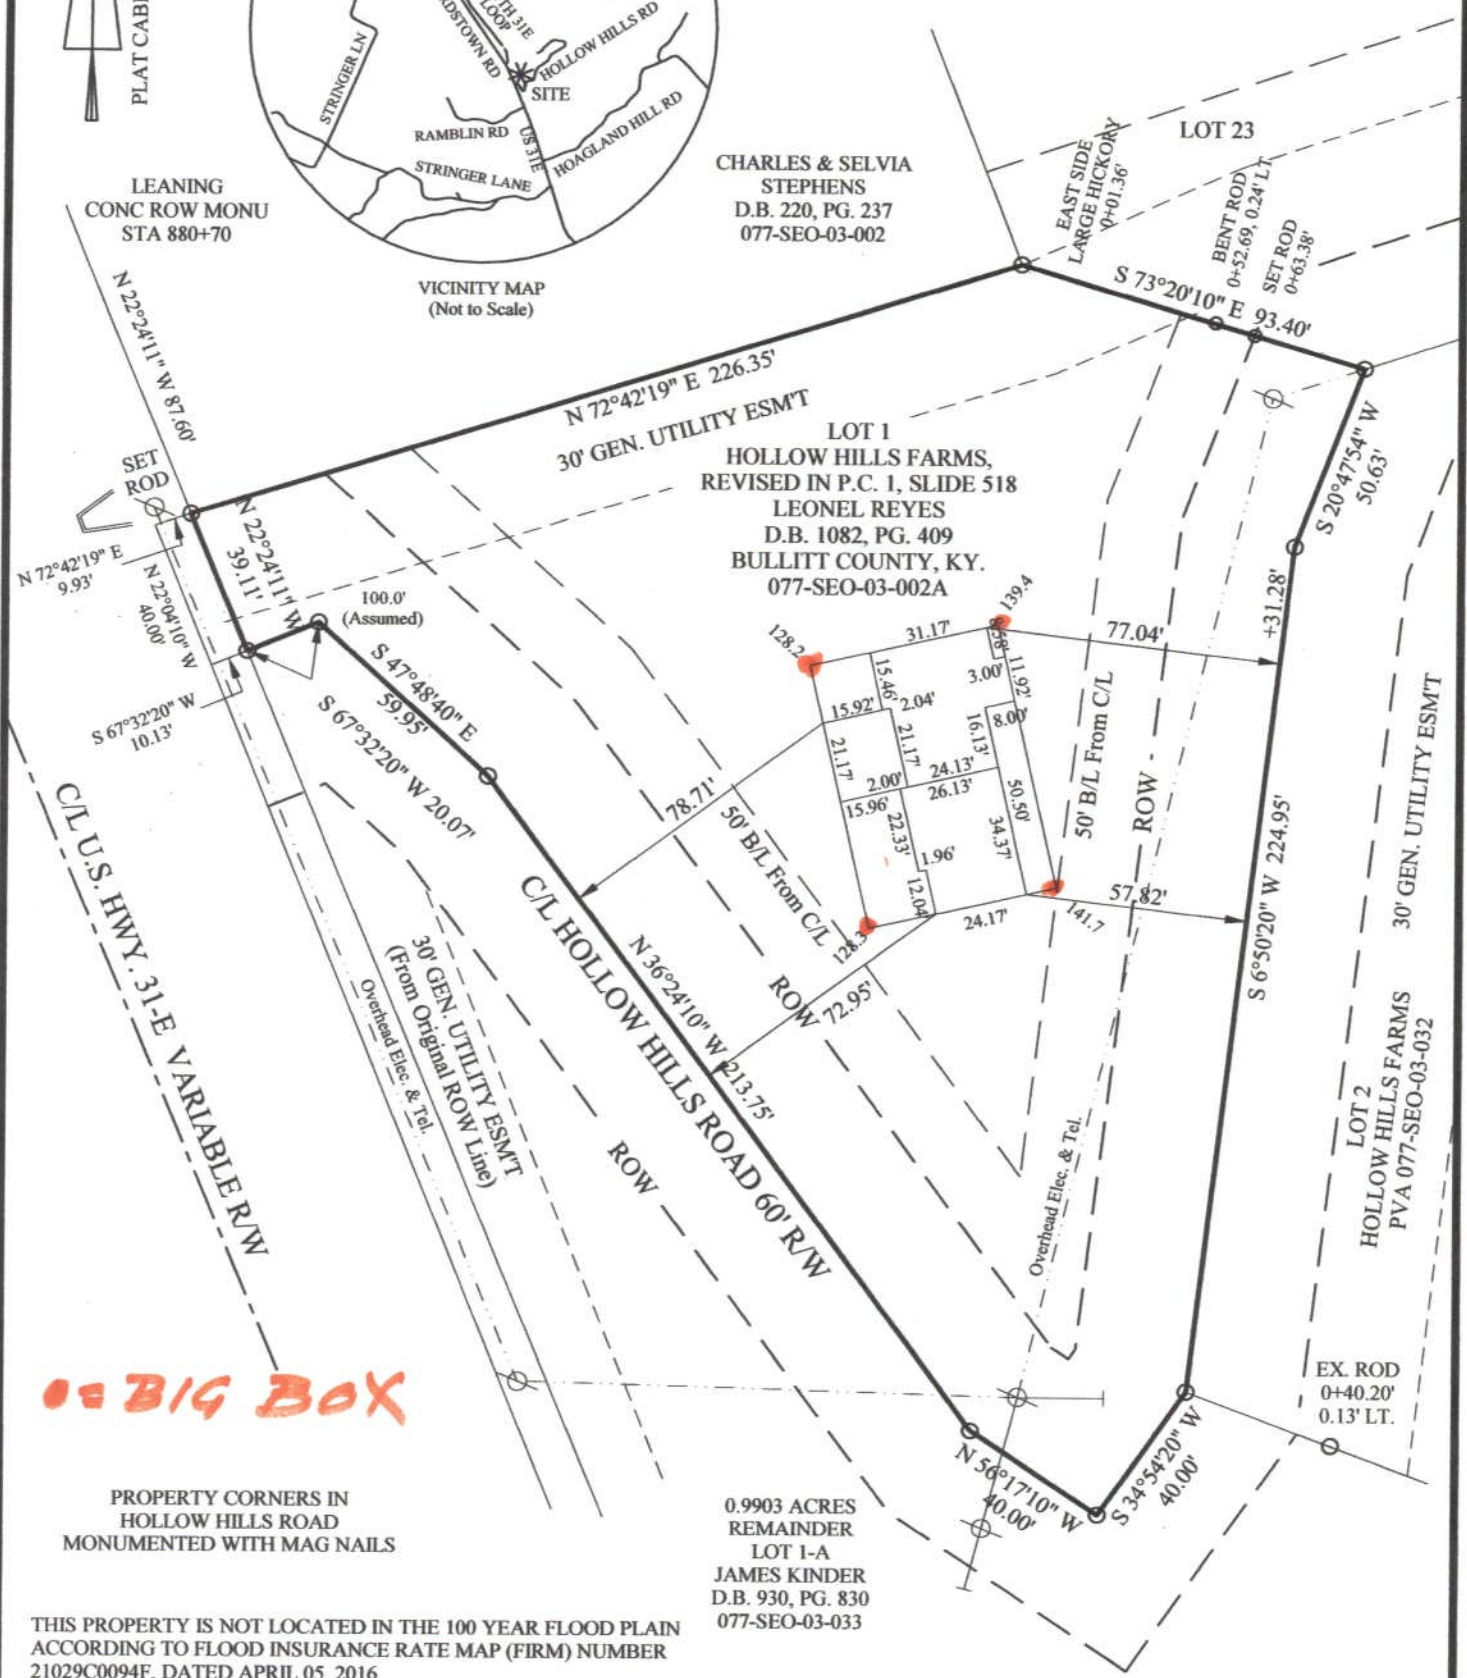 PLAT CABI
STRINGER LN
RDSTOWN RD
LOOP
TH 31E
HOLLOW HILLS RD
SITE
RAMBLIN RD
US 31E
HOAGLAND HILL RD
STRINGER LANE
VICINITY MAP
(Not to Scale)
LEANING
CONC ROW MONU
STA 880+70
CHARLES & SELVIA
STEPHENS
D.B. 220, PG. 237
077-SEO-03-002
EAST SIDE
LARGE HICKORY
0+01.36'
LOT 23
BENT ROD
0+52.69, 0.24' LT.
SET ROD
0+63.38'
S 73°20'10" E 93.40'
N 22°24'11" W 87.60'
N 72°42'19" E 226.35'
30' GEN. UTILITY ESM'T
SET
ROD
N 72°42'19" E
9.93'
N 22°04'10" W
40.00'
N 22°24'11" W
39.11'
S 67°32'20" W
10.13'
100.0'
(Assumed)
S 47°48'40" E
59.95'
S 67°32'20" W 20.07'
LOT 1
HOLLOW HILLS FARMS,
REVISED IN P.C. 1, SLIDE 518
LEONEL REYES
D.B. 1082, PG. 409
BULLITT COUNTY, KY.
077-SEO-03-002A
S 20°47'54" W
50.63'
+31.28'
128.2
139.4
31.17'
8.58'
77.04'
3.00'
11.92'
15.46'
15.92'
2.04'
8.00'
16.13'
21.17'
21.17'
24.13'
2.00'
26.13'
15.96'
50.50'
22.33'
34.37'
1.96'
12.04'
24.17'
57.82'
128.3
141.7
78.71'
72.95'
50' B/L From C/L
50' B/L From C/L
ROW
ROW
ROW
S 6°50'20" W 224.95'
30' GEN. UTILITY ESM'T
LOT 2
HOLLOW HILLS FARMS
PVA 077-SEO-03-032
C/L U.S. HWY. 31-E VARIABLE R/W
Overhead Elec. & Tel.
30' GEN. UTILITY ESM'T
(From Original ROW Line)
C/L HOLLOW HILLS ROAD 60' R/W
N 36°24'10" W 213.75'
Overhead Elec. & Tel.
EX. ROD
0+40.20'
0.13' LT.
N 56°17'10" W
40.00'
S 34°54'20" W
40.00'
= BIG BOX
PROPERTY CORNERS IN
HOLLOW HILLS ROAD
MONUMENTED WITH MAG NAILS
0.9903 ACRES
REMAINDER
LOT 1-A
JAMES KINDER
D.B. 930, PG. 830
077-SEO-03-033
THIS PROPERTY IS NOT LOCATED IN THE 100 YEAR FLOOD PLAIN
ACCORDING TO FLOOD INSURANCE RATE MAP (FIRM) NUMBER
21029C0094F, DATED APRIL 05, 2016